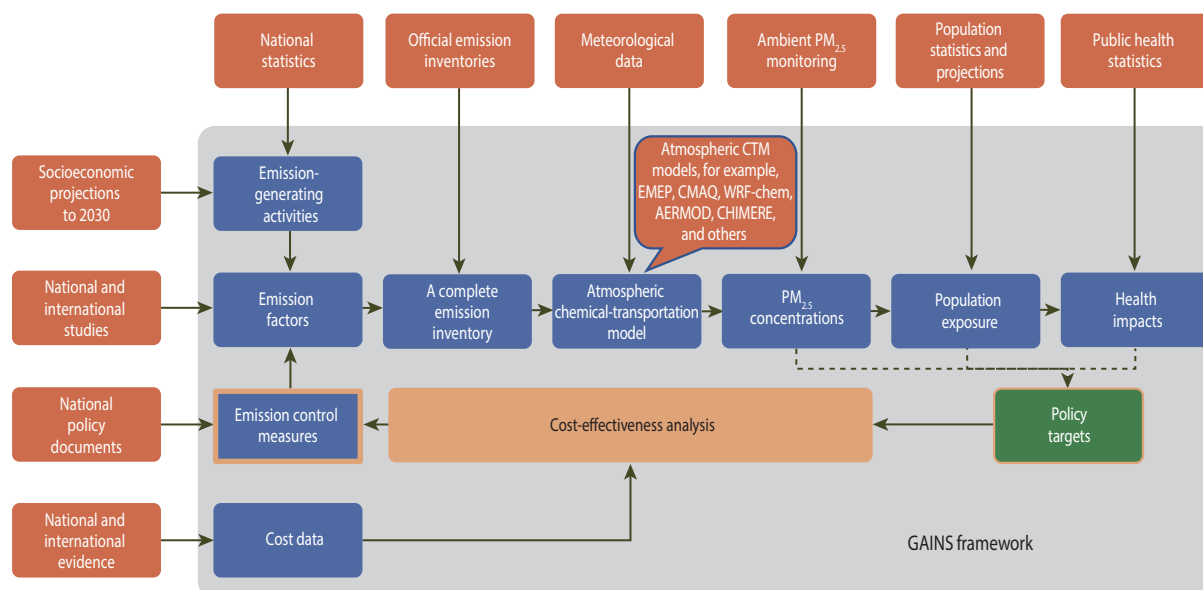 National
statistics
Official emission
inventories
Meteorological
data
Ambient PM2.5
monitoring
Population
statistics and
projections
Public health
statistics
Socioeconomic
projections
to 2030
Emission-
generating
activities
Atmospheric CTM
models, for example,
EMEP, CMAQ, WRF-chem,
AERMOD, CHIMERE,
and others
National and
international
studies
Emission
factors
A complete
emission
inventory
Atmospheric
chemical-transportation
model
PM2.5
concentrations
Population
exposure
Health
impacts
National
policy
documents
Emission control
measures
Cost-effectiveness analysis
Policy
targets
National and
international
evidence
Cost data
GAINS framework